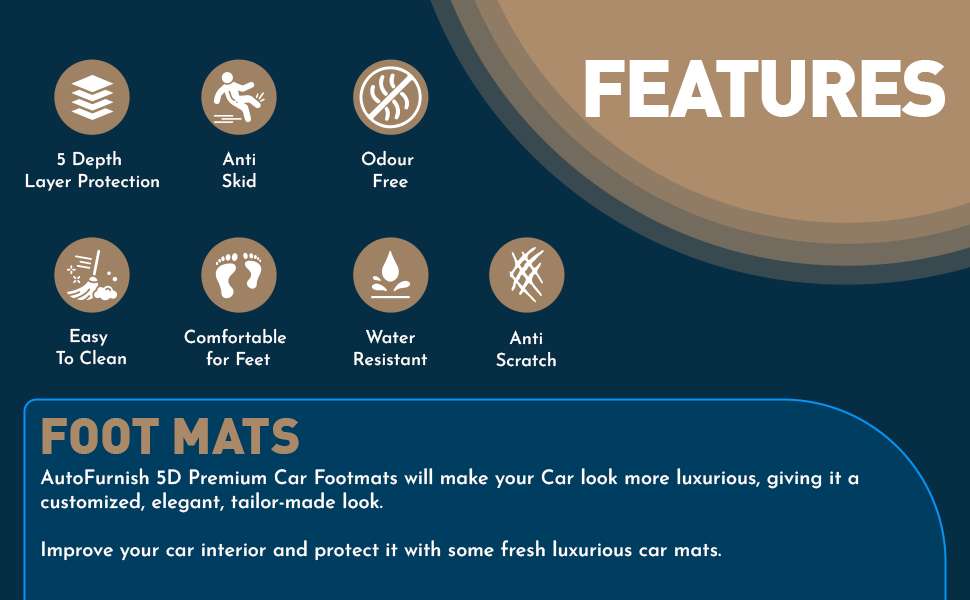 FEATURES
5 Depth
Layer Protection
Anti
Skid
Odour
Free
Easy
To Clean
Comfortable
for Feet
Water
Resistant
Anti
Scratch
FOOT MATS
AutoFurnish 5D Premium Car Footmats will make your Car look more luxurious, giving it a
customized, elegant, tailor-made look.
Improve your car interior and protect it with some fresh luxurious car mats.